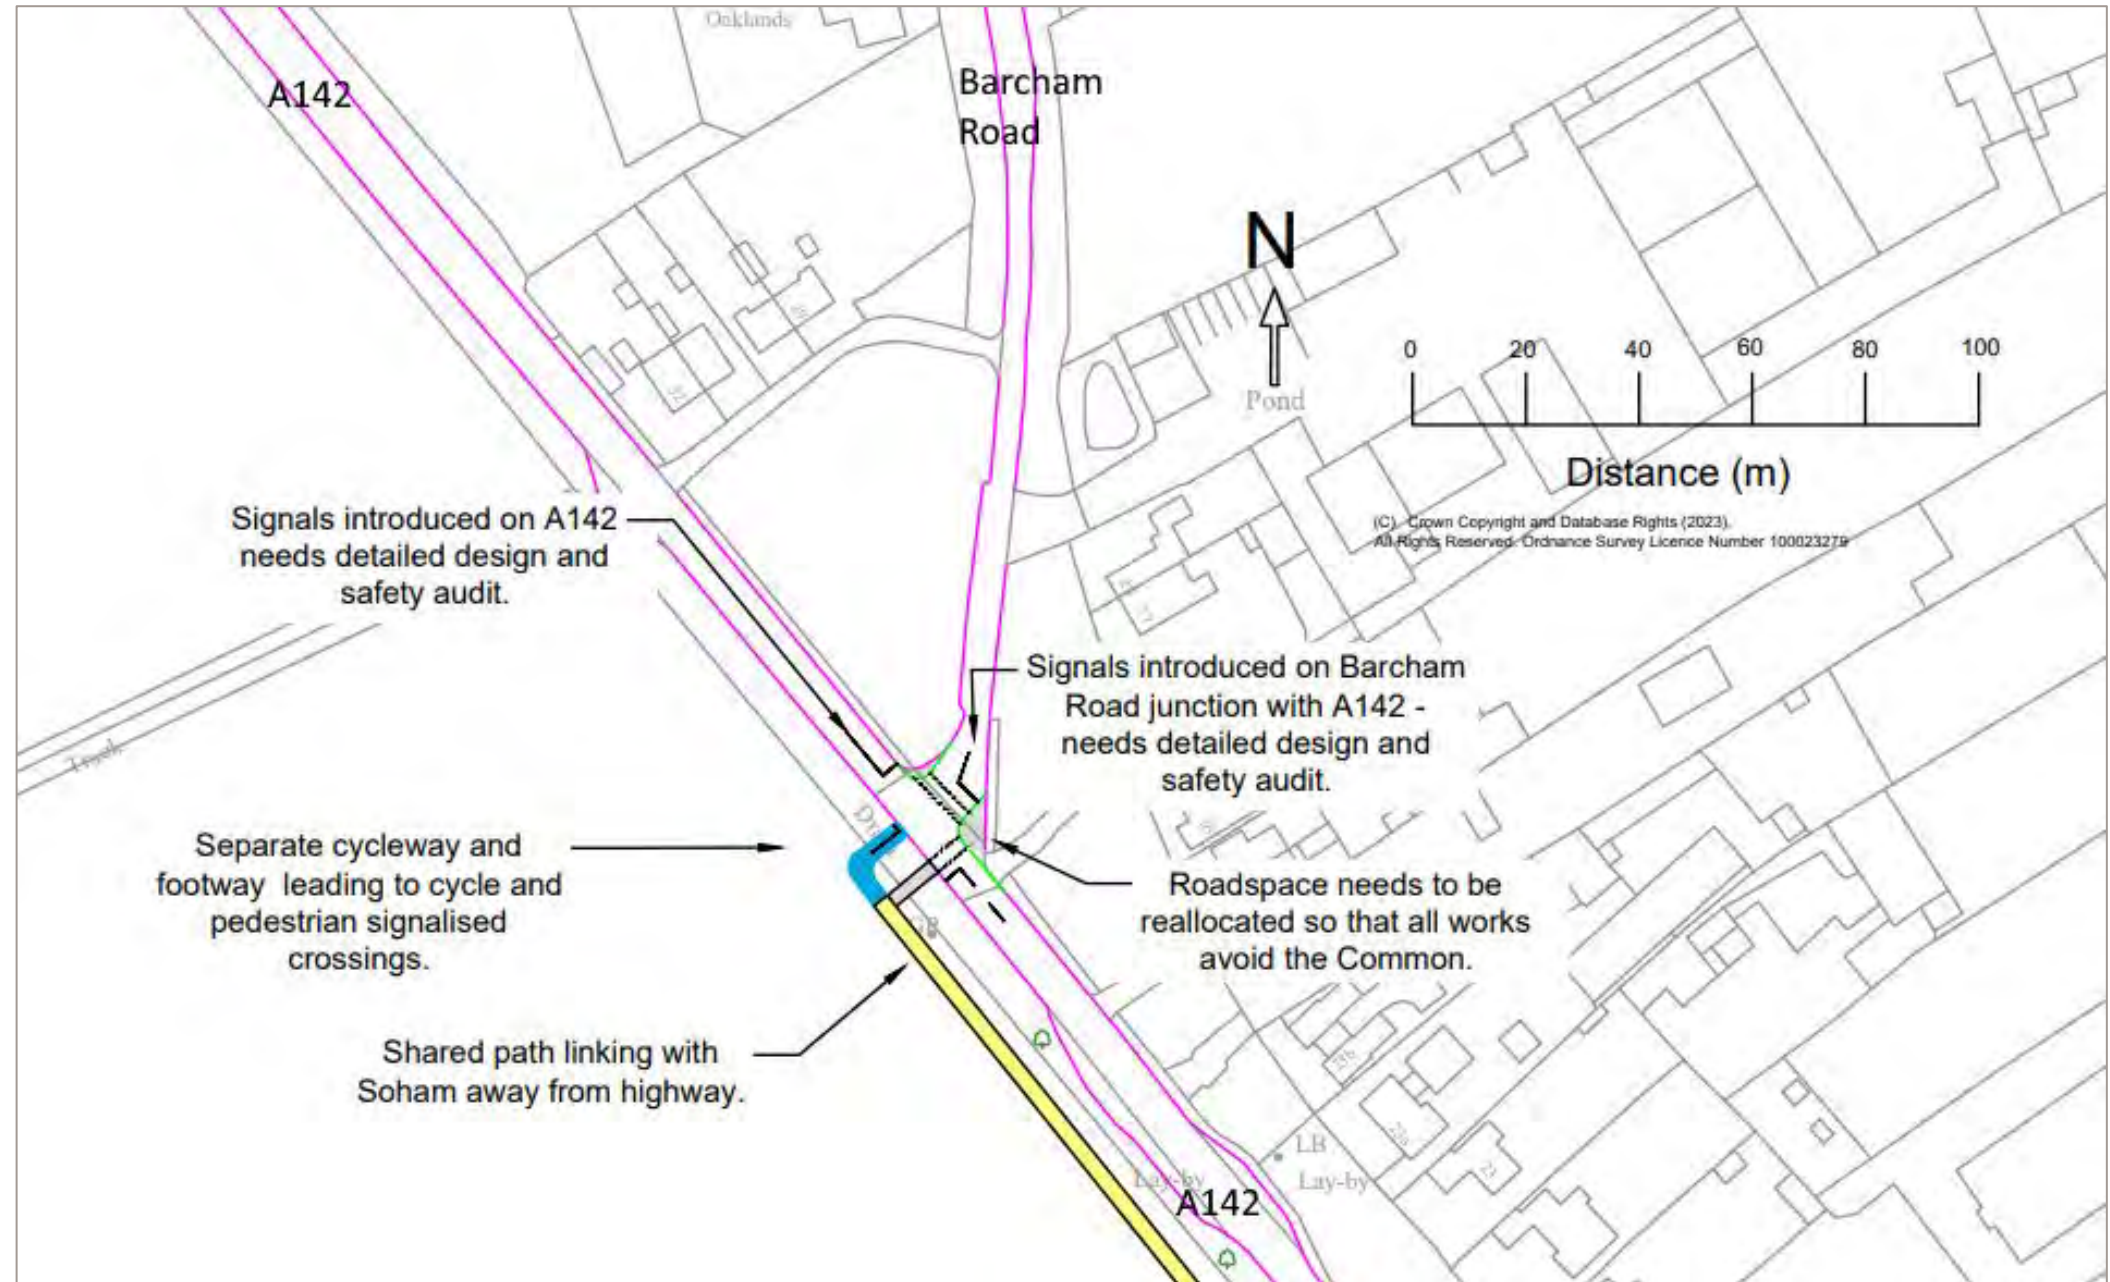 Oaklands
A142
Barcham
Road
N
Pond
0 20 40 60 80 100
Distance (m)
(C) Crown Copyright and Database Rights (2023).
All Rights Reserved. Ordnance Survey Licence Number 100023279
Signals introduced on A142
needs detailed design and
safety audit.
Signals introduced on Barcham
Road junction with A142 -
needs detailed design and
safety audit.
Track
Separate cycleway and
footway leading to cycle and
pedestrian signalised
crossings.
Roadspace needs to be
reallocated so that all works
avoid the Common.
Shared path linking with
Soham away from highway.
LB
Lay-by
Lay-by
A142
23b
23a
23